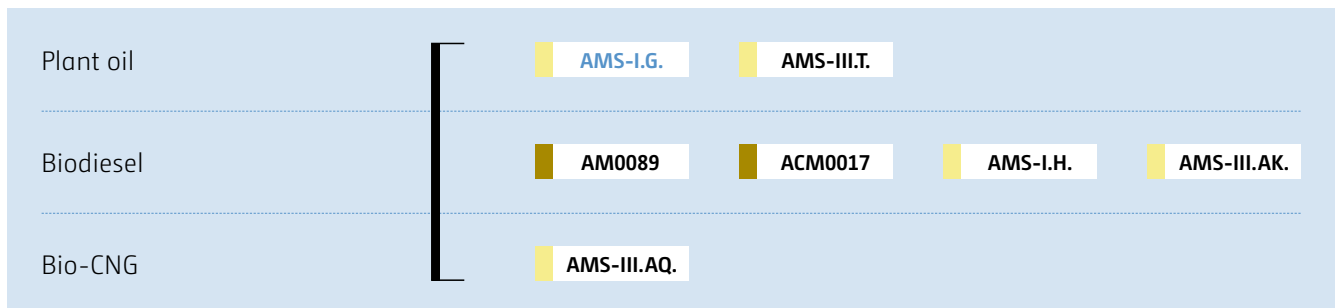 Plant oil AMS-I.G. AMS-III.T.
Biodiesel AM0089 ACM0017 AMS-I.H. AMS-III.AK.
Bio-CNG AMS-III.AQ.